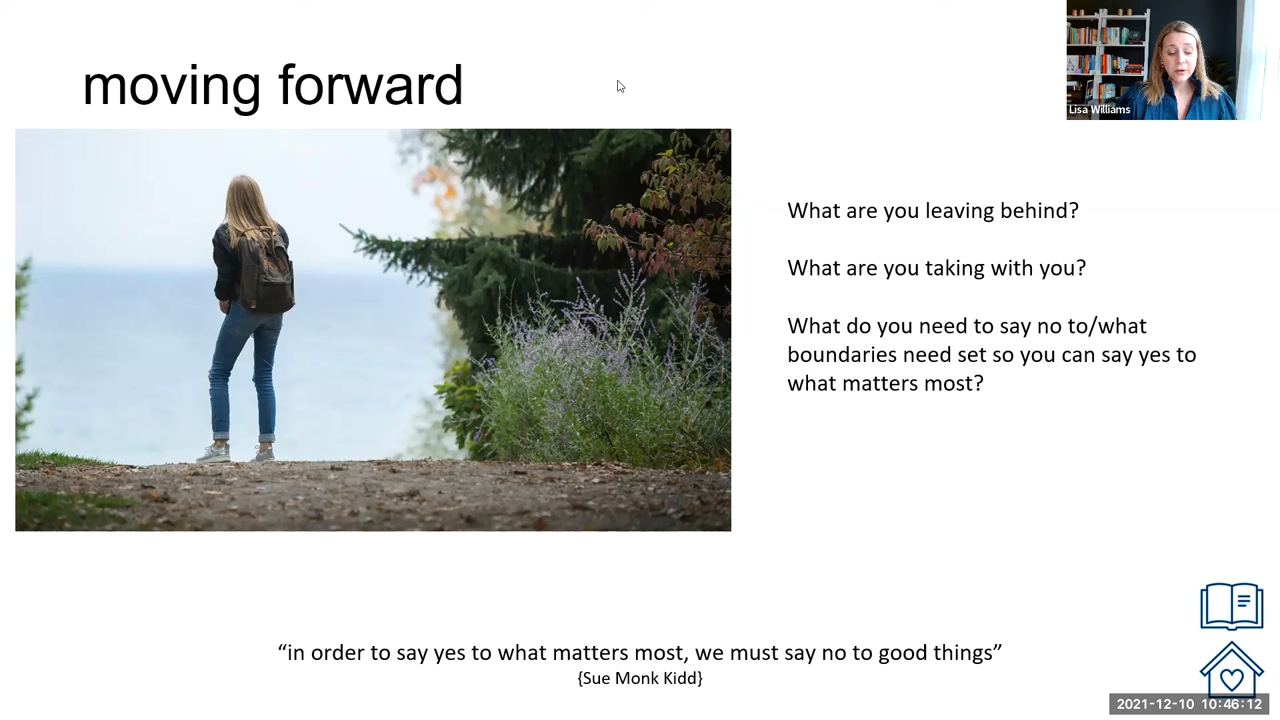 moving forward
Lisa Williams
What are you leaving behind?
What are you taking with you?
What do you need to say no to/what
boundaries need set so you can say yes to
what matters most?
“in order to say yes to what matters most, we must say no to good things”
{Sue Monk Kidd}
2021-12-10 10:46:12